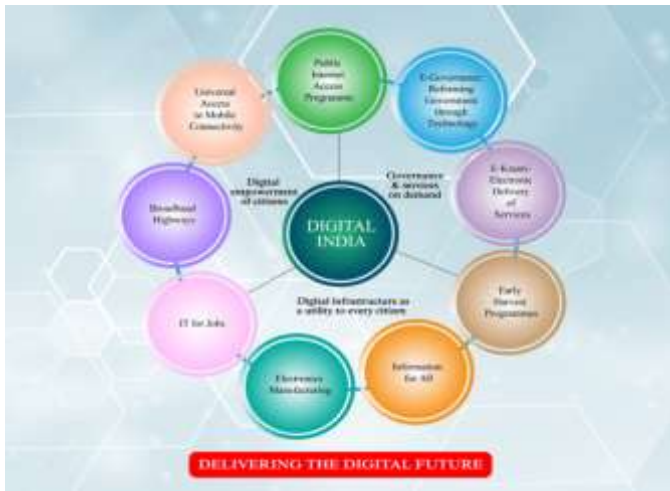 Public
Internet
Access
Programme
E-Governance:
Reforming
Government
through
Technology
E-Kranti-
Electronic
Delivery
of Services
Early
Harvest
Programmes
Information
for All
Electronics
Manufacturing
IT for Jobs
Broadband
Highways
Universal
Access
to Mobile
Connectivity
Digital
empowerment
of citizens
Governance
& services
on demand
DIGITAL
INDIA
Digital Infrastructure as
a utility to every citizen
DELIVERING THE DIGITAL FUTURE